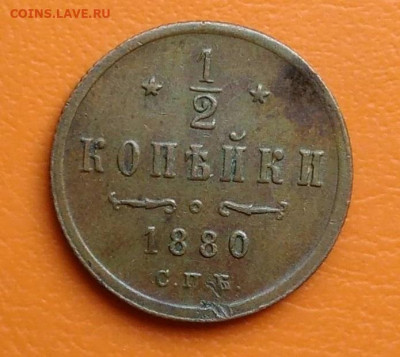 COINS.LAVE.RU
1
2
КОПѢЙКИ
1880
С.П.Б.